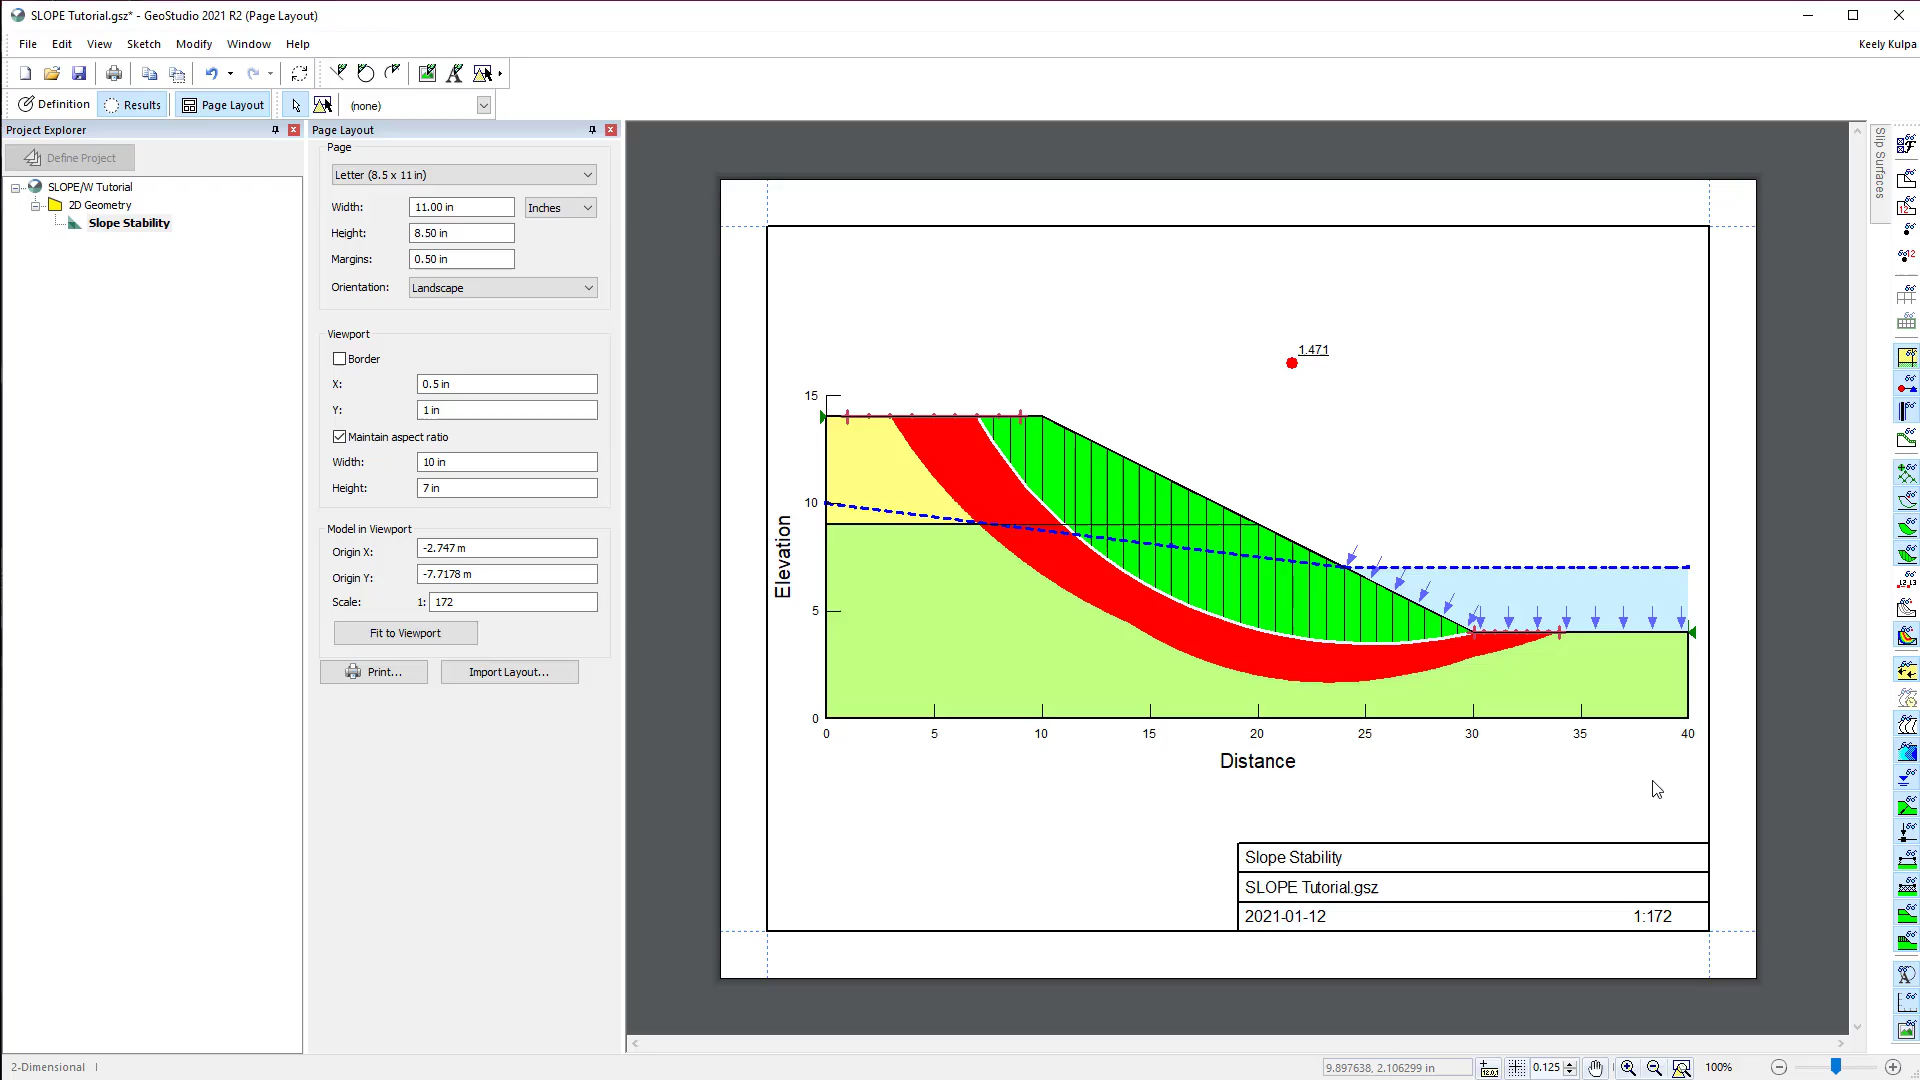 SLOPE Tutorial.gsz* - GeoStudio 2021 R2 (Page Layout)
File Edit View Sketch Modify Window Help
Keely Kulpa
Definition Results Page Layout (none)
Project Explorer
Define Project
SLOPE/W Tutorial
2D Geometry
Slope Stability
Page Layout
Page
Letter (8.5 x 11 in)
Width: 11.00 in Inches
Height: 8.50 in
Margins: 0.50 in
Orientation: Landscape
Viewport
Border
X: 0.5 in
Y: 1 in
Maintain aspect ratio
Width: 10 in
Height: 7 in
Model in Viewport
Origin X: -2.747 m
Origin Y: -7.7178 m
Scale: 1: 172
Fit to Viewport
Print... Import Layout...
1.471
15
10
5
0
Elevation
0 5 10 15 20 25 30 35 40
Distance
Slope Stability
SLOPE Tutorial.gsz
2021-01-12 1:172
Slip Surfaces
2-Dimensional
9.897638, 2.106299 in
0.125
100%